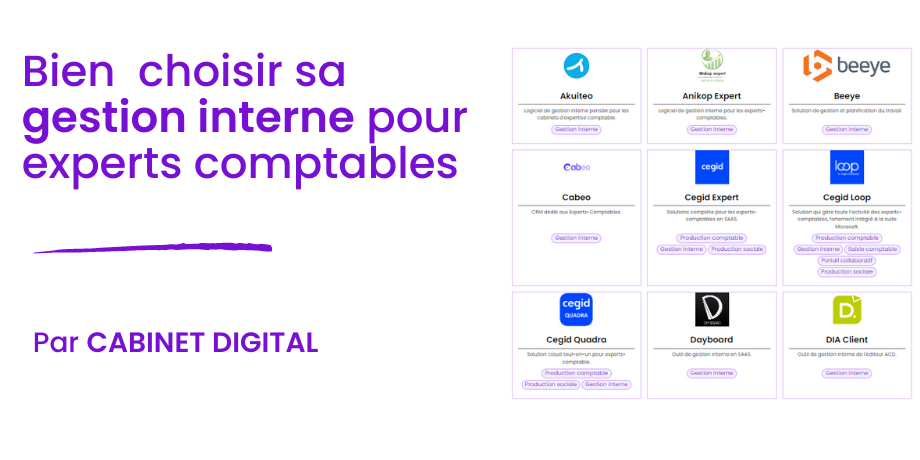 Bien choisir sa
gestion interne pour
experts comptables
Par CABINET DIGITAL
Akuiteo
Logiciel de gestion interne pensée pour les
cabinets d'expertise comptable.
Gestion interne
Anikop expert
Anikop Expert
Logiciel de gestion interne pour les experts-
comptables.
Gestion interne
beeye
Beeye
Solution de gestion et planification du travail
Gestion interne
Cabeo
Cabeo
CRM dédié aux Experts-Comptables.
Gestion interne
cegid
Cegid Expert
Solutions complète pour les experts-
comptables en SAAS.
Production comptable
Gestion interne Production sociale
loop
Cegid Loop
Solution qui gère toute l'activité des experts-
comptables, fortement intégré à la suite
Microsoft.
Production comptable
Gestion interne Saisie comptable
Portail collaboratif
Production sociale
cegid
QUADRA
Cegid Quadra
Solution cloud tout-en-un pour experts-
comptable.
Production comptable
Production sociale Gestion interne
Dayboard
Outil de gestion interne en SAAS.
Gestion interne
D.
DIA Client
Outil de gestion interne de l'éditeur ACD.
Gestion interne